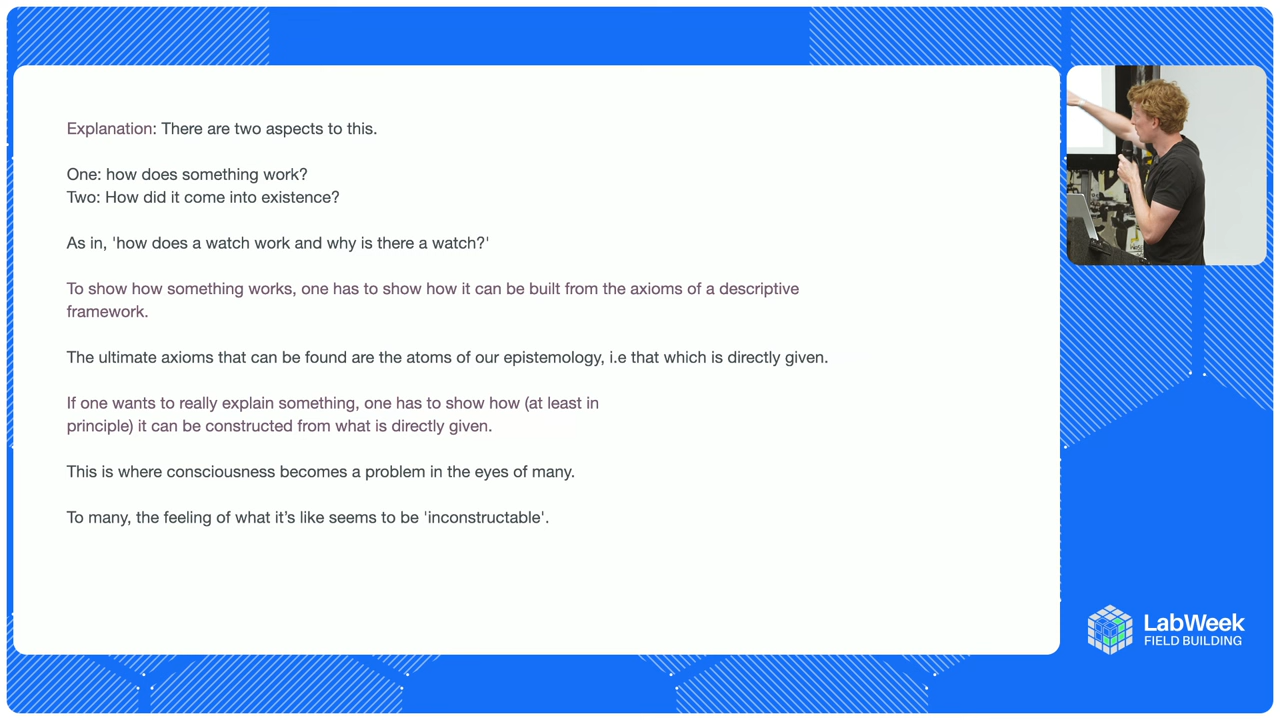 Explanation: There are two aspects to this.
One: how does something work?
Two: How did it come into existence?
As in, 'how does a watch work and why is there a watch?'
To show how something works, one has to show how it can be built from the axioms of a descriptive
framework.
The ultimate axioms that can be found are the atoms of our epistemology, i.e that which is directly given.
If one wants to really explain something, one has to show how (at least in
principle) it can be constructed from what is directly given.
This is where consciousness becomes a problem in the eyes of many.
To many, the feeling of what it’s like seems to be 'inconstructable'.
LabWeek
FIELD BUILDING